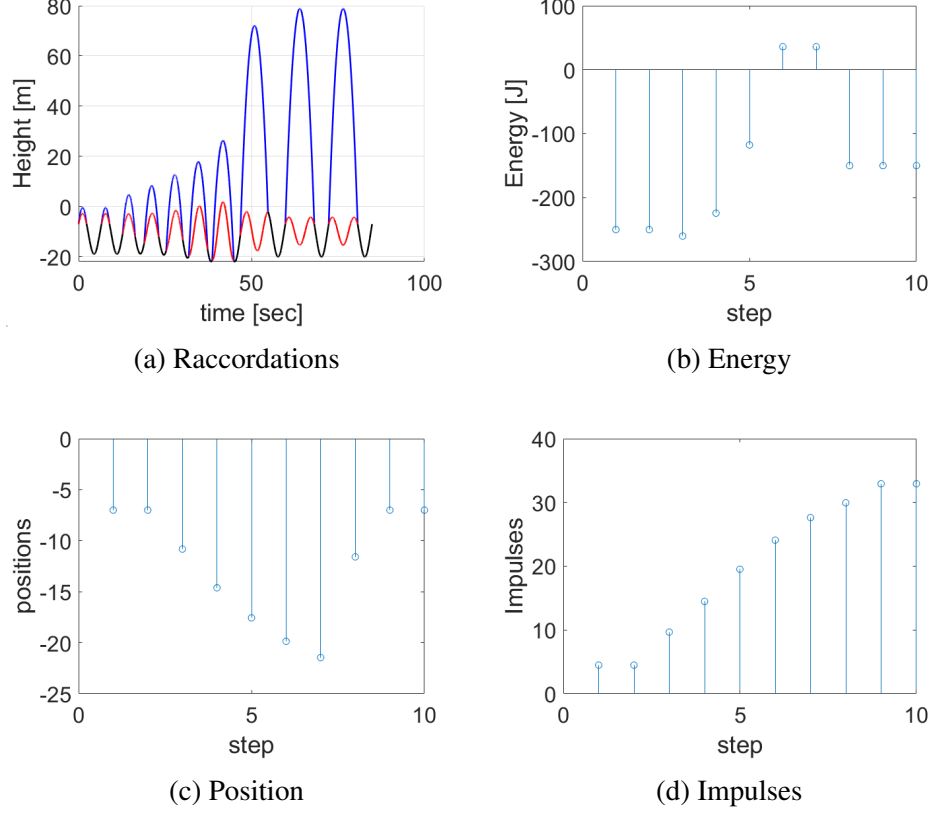 80
60
40
20
0
-20
Height [m]
0
50
100
time [sec]
(a) Raccordations
100
0
-100
-200
-300
Energy [J]
0
5
10
step
(b) Energy
0
-5
-10
-15
-20
-25
positions
0
5
10
step
(c) Position
40
30
20
10
0
Impulses
0
5
10
step
(d) Impulses